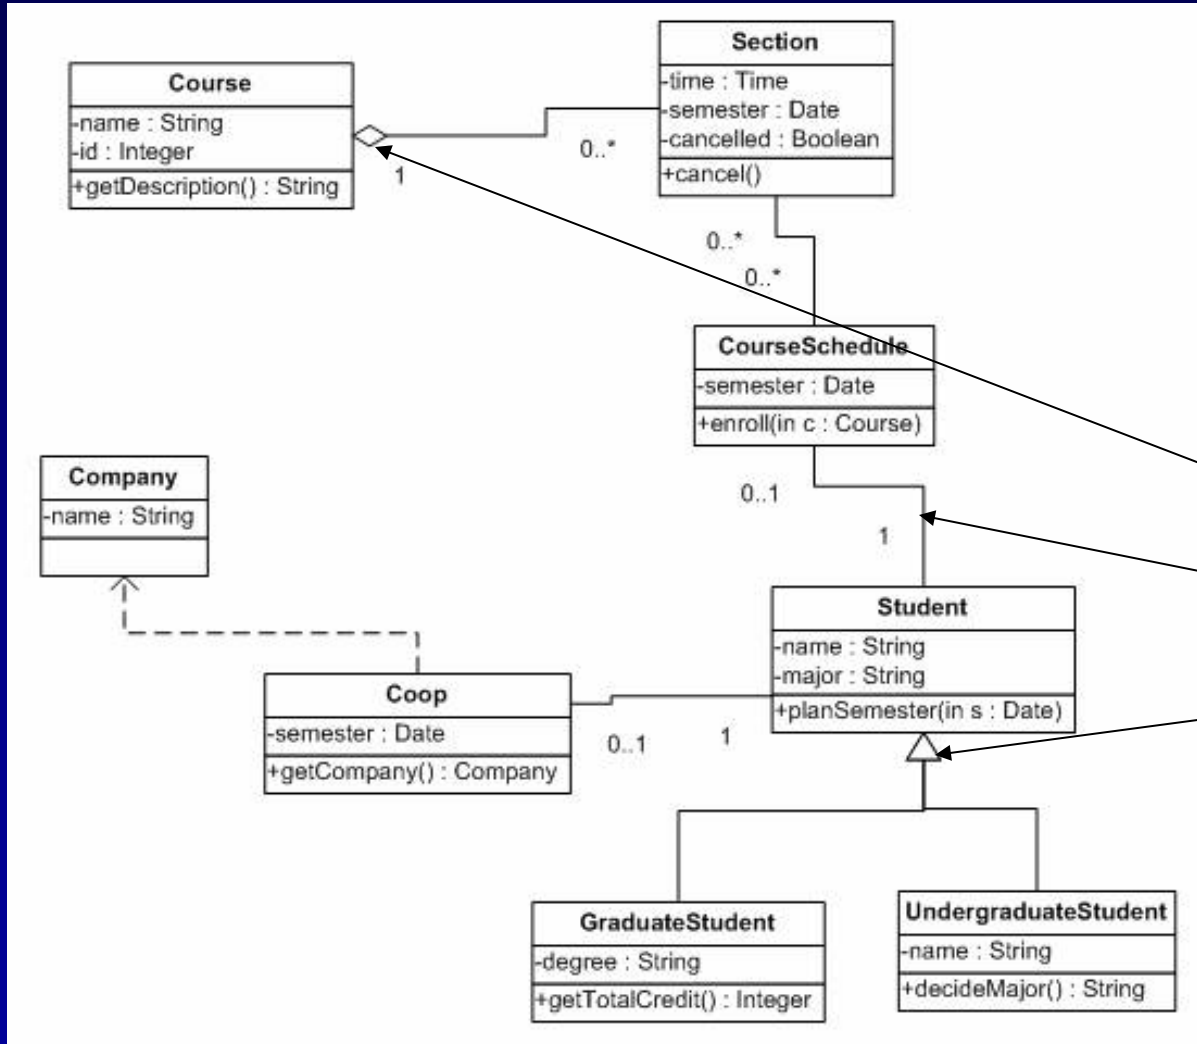 Course
-name : String
-id : Integer
+getDescription() : String
1
0..*
Section
-time : Time
-semester : Date
-cancelled : Boolean
+cancel()
0..*
0..*
CourseSchedule
-semester : Date
+enroll(in c : Course)
0..1
1
Company
-name : String
Student
-name : String
-major : String
+planSemester(in s : Date)
Coop
-semester : Date
+getCompany() : Company
0..1
1
GraduateStudent
-degree : String
+getTotalCredit() : Integer
UndergraduateStudent
-name : String
+decideMajor() : String